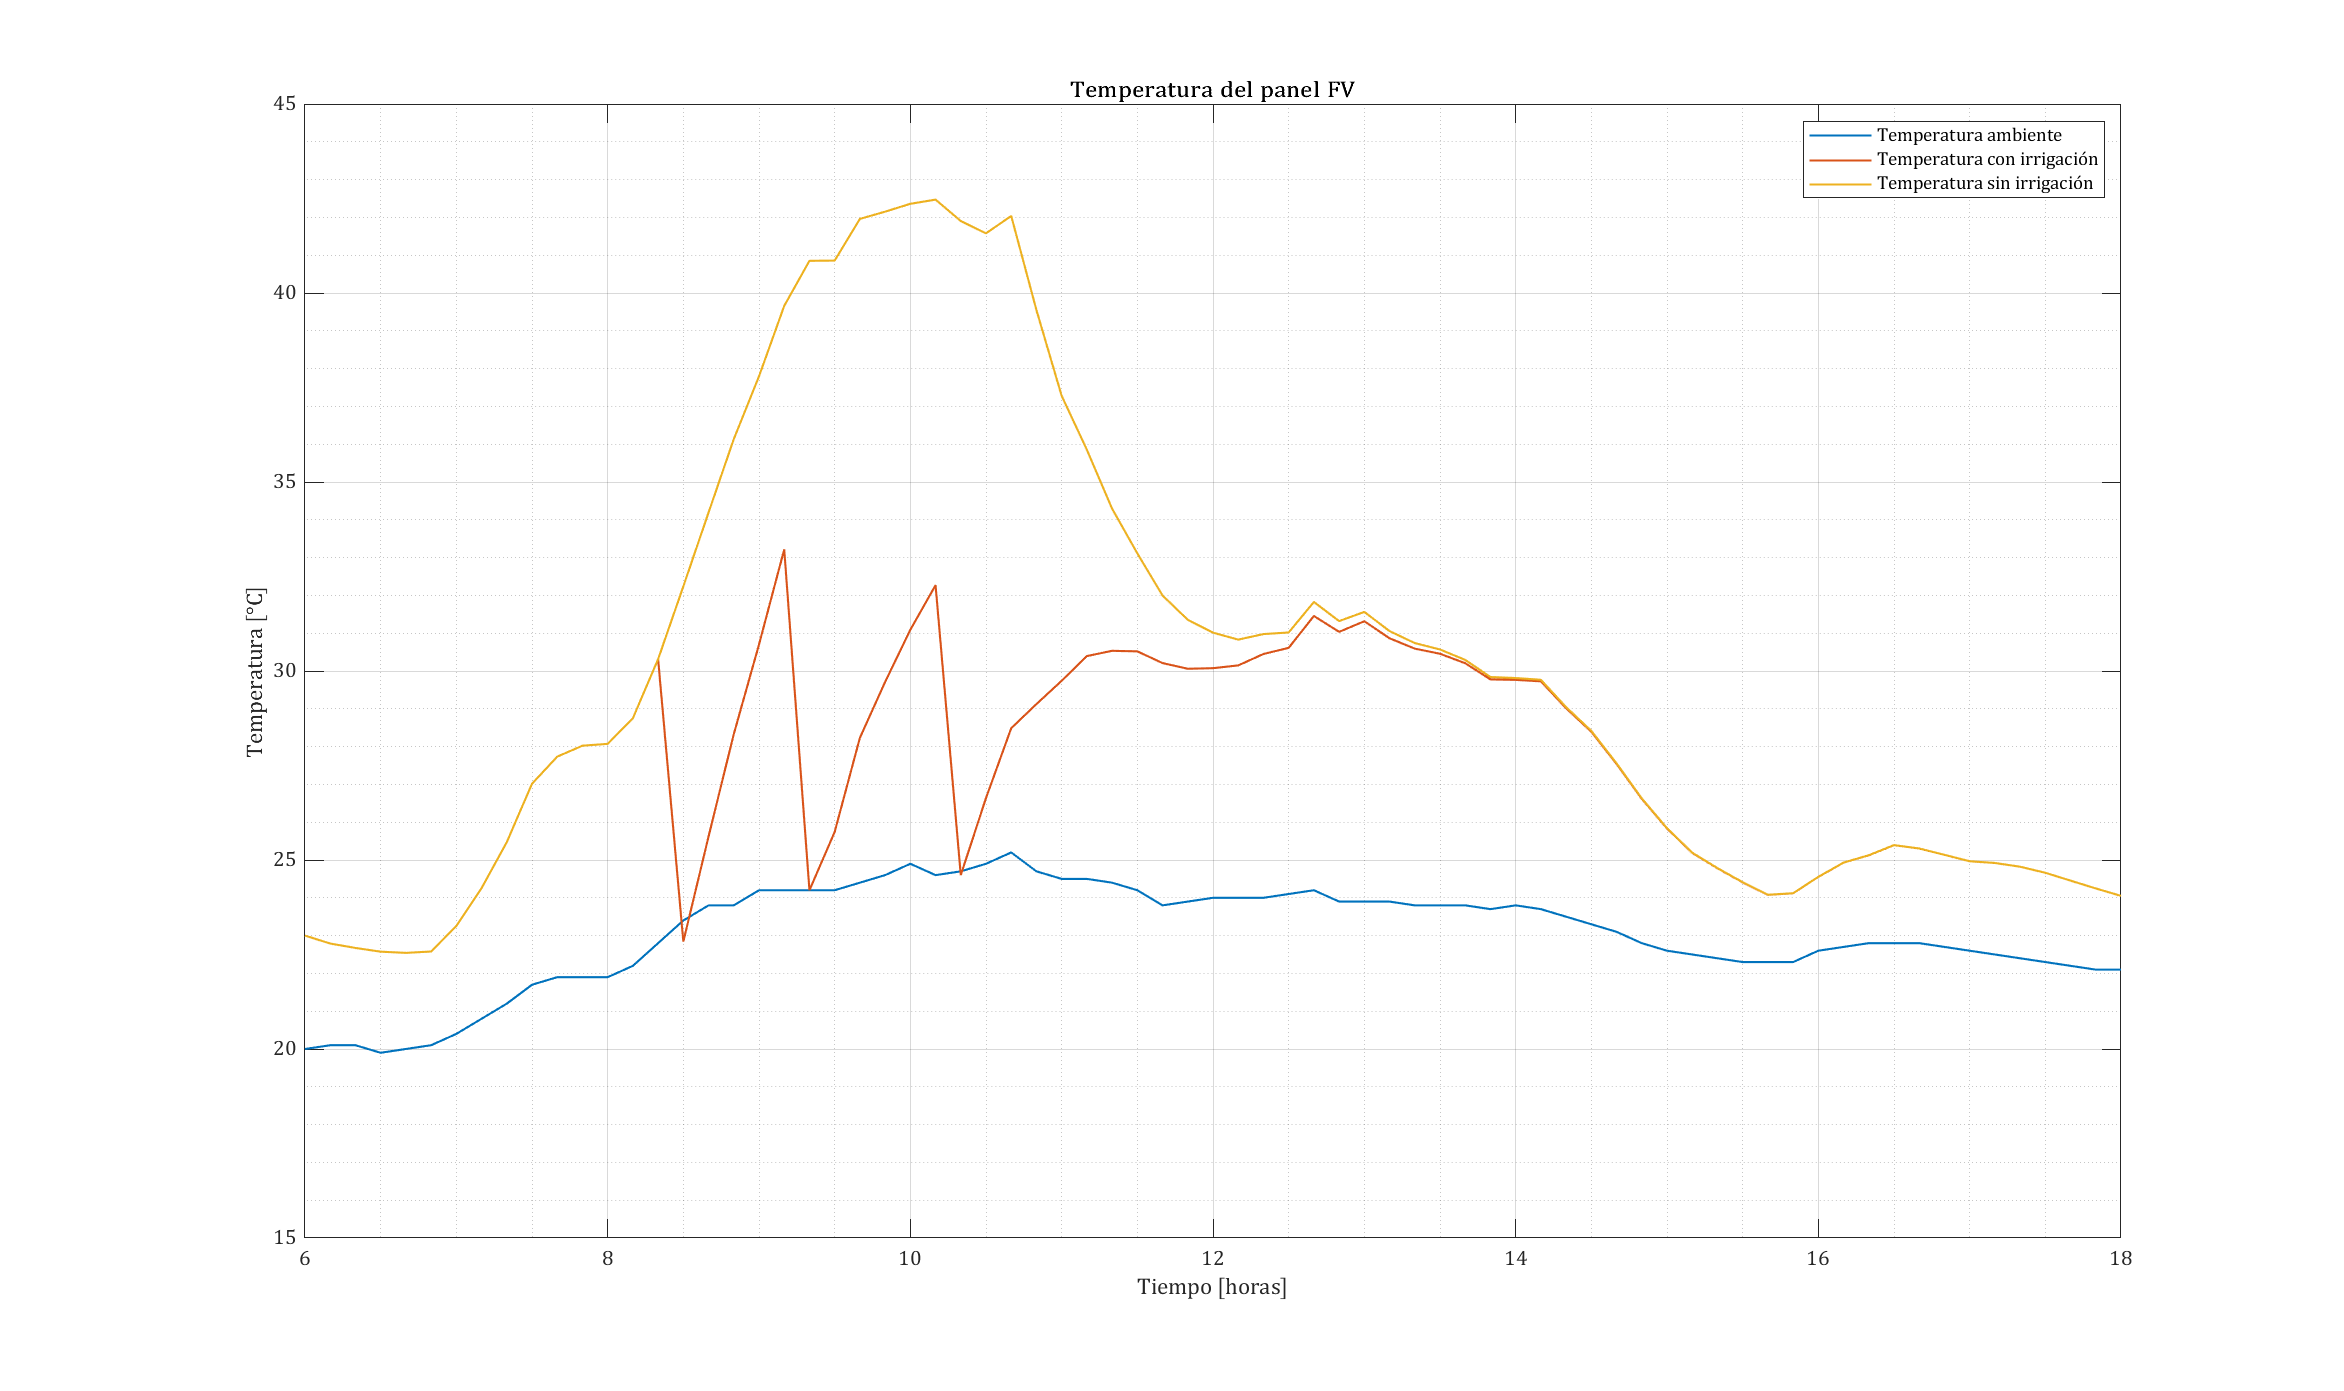 Temperatura del panel FV
45
40
35
30
25
20
15
Temperatura [°C]
Temperatura ambiente
Temperatura con irrigación
Temperatura sin irrigación
6 8 10 12 14 16 18
Tiempo [horas]